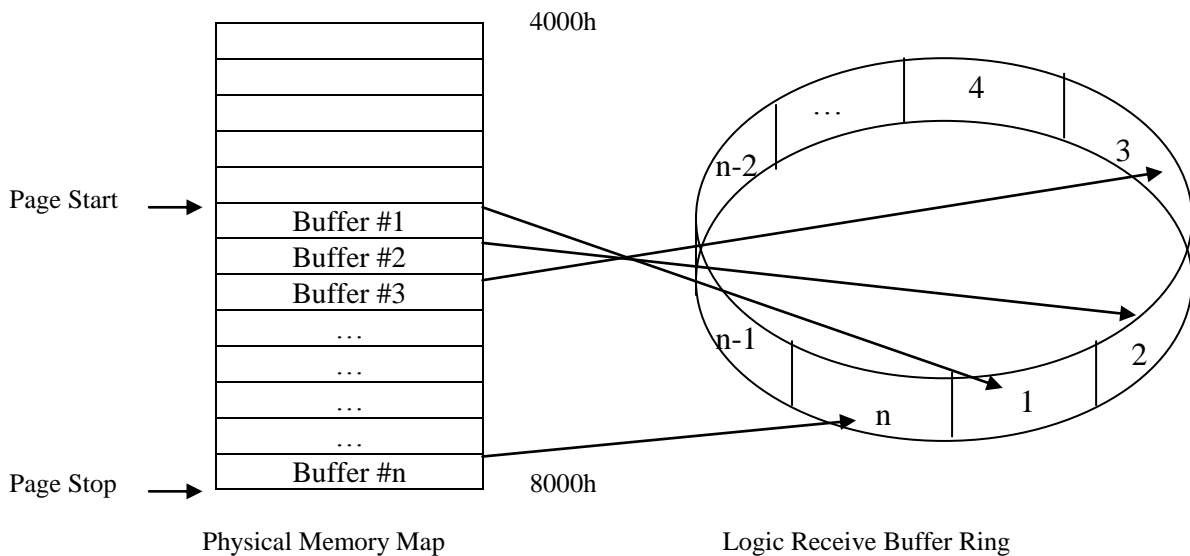 4000h
4
…
3
n-2
Page Start
Buffer #1
Buffer #2
Buffer #3
…
n-1
2
…
1
…
n
…
Page Stop
Buffer #n
8000h
Physical Memory Map
Logic Receive Buffer Ring